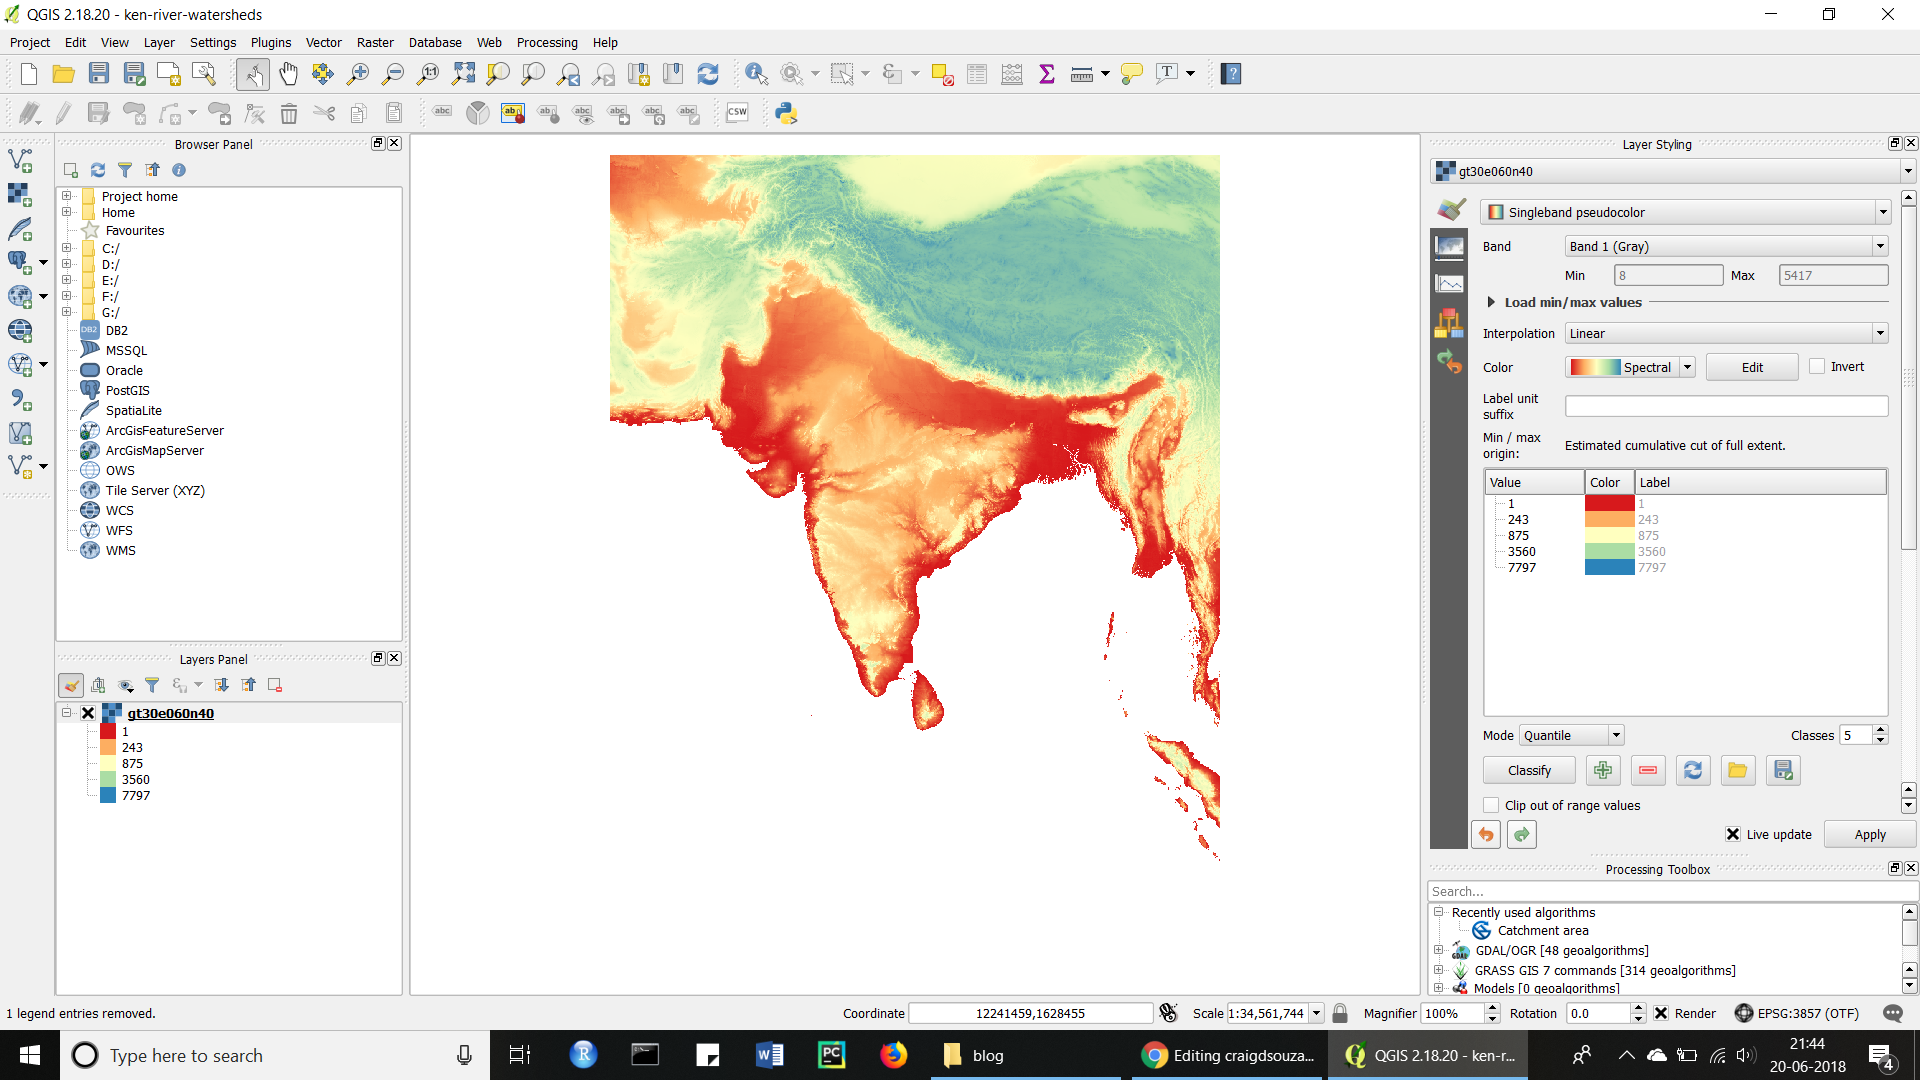 QGIS 2.18.20 - ken-river-watersheds
Project Edit View Layer Settings Plugins Vector Raster Database Web Processing Help
Browser Panel
Project home
Home
Favourites
C:/
D:/
E:/
F:/
G:/
DB2
MSSQL
Oracle
PostGIS
SpatiaLite
ArcGisFeatureServer
ArcGisMapServer
OWS
Tile Server (XYZ)
WCS
WFS
WMS
Layers Panel
gt30e060n40
1
243
875
3560
7797
Layer Styling
gt30e060n40
Singleband pseudocolor
Band Band 1 (Gray)
Min 8 Max 5417
Load min/max values
Interpolation Linear
Color Spectral Edit Invert
Label unit suffix
Min / max origin: Estimated cumulative cut of full extent.
Value Color Label
1 1
243 243
875 875
3560 3560
7797 7797
Mode Quantile Classes 5
Classify
Clip out of range values
Live update Apply
Processing Toolbox
Search...
Recently used algorithms
Catchment area
GDAL/OGR [48 geoalgorithms]
GRASS GIS 7 commands [314 geoalgorithms]
Models [0 geoalgorithms]
1 legend entries removed. Coordinate 12241459,1628455 Scale 1:34,561,744 Magnifier 100% Rotation 0.0 Render EPSG:3857 (OTF)
Type here to search blog Editing craigdsouza... QGIS 2.18.20 - ken-r...
21:44
20-06-2018
4